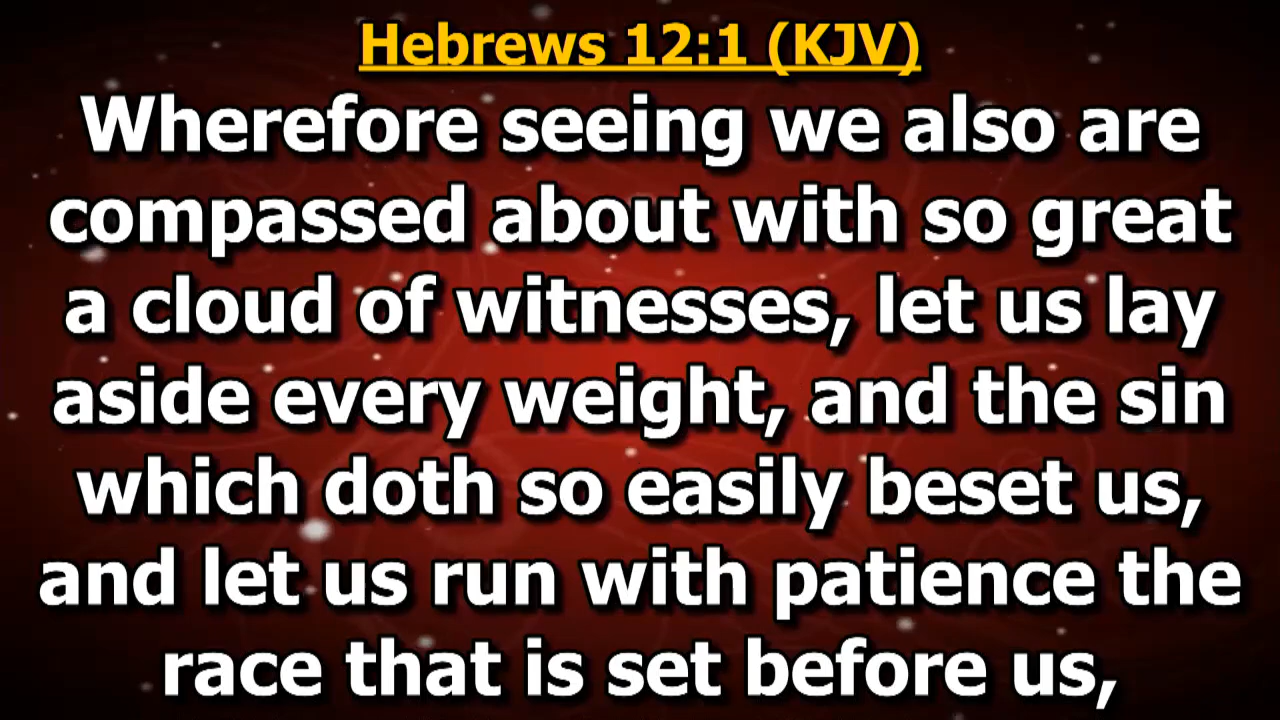 Hebrews 12:1 (KJV)
Wherefore seeing we also are
compassed about with so great
a cloud of witnesses, let us lay
aside every weight, and the sin
which doth so easily beset us,
and let us run with patience the
race that is set before us,